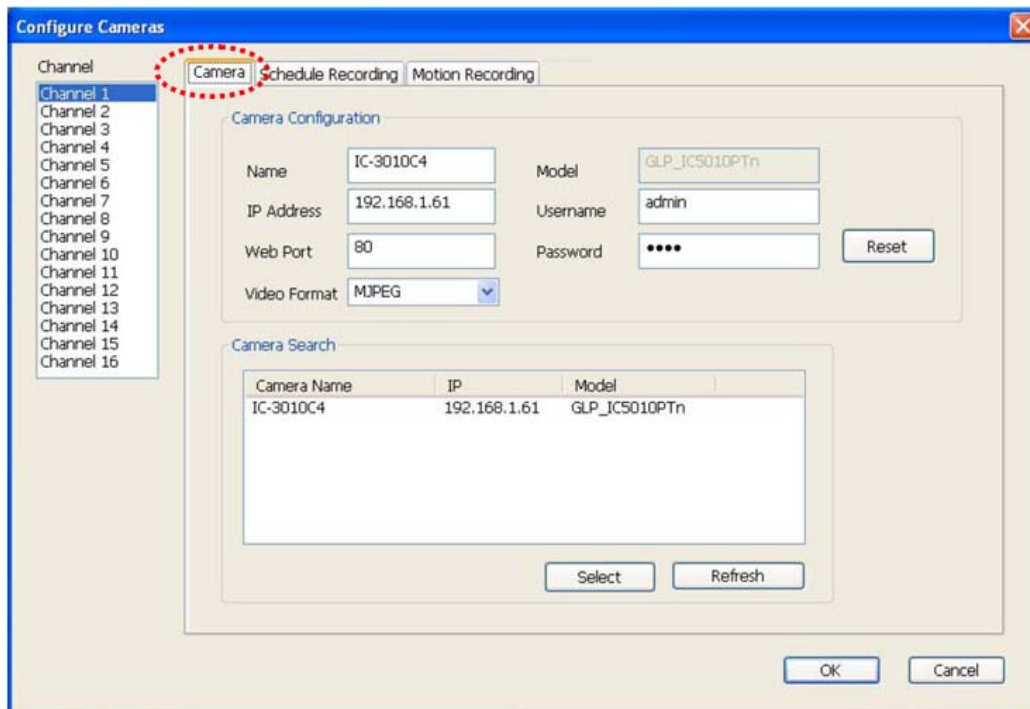 Configure Cameras
Channel
Channel 1
Channel 2
Channel 3
Channel 4
Channel 5
Channel 6
Channel 7
Channel 8
Channel 9
Channel 10
Channel 11
Channel 12
Channel 13
Channel 14
Channel 15
Channel 16
Camera Schedule Recording Motion Recording
Camera Configuration
Name IC-3010C4 Model GLP_IC5010PTn
IP Address 192.168.1.61 Username admin
Web Port 80 Password •••• Reset
Video Format MJPEG
Camera Search
Camera Name IP Model
IC-3010C4 192.168.1.61 GLP_IC5010PTn
Select Refresh
OK Cancel